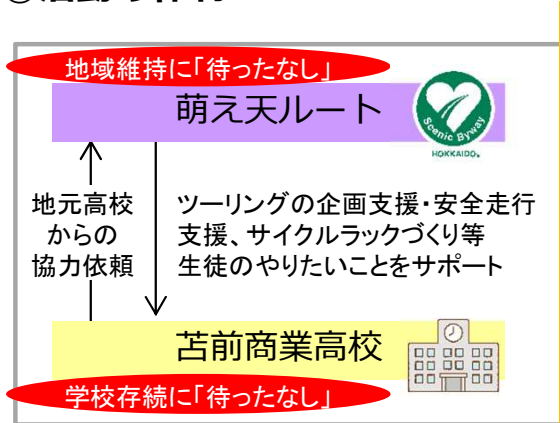 地域維持に「待ったなし」
萌え天ルート
Scenic Byway
HOKKAIDO.
地元高校
からの
協力依頼
ツーリングの企画支援・安全走行
支援、サイクルラックづくり等
生徒のやりたいことをサポート
苫前商業高校
学校存続に「待ったなし」